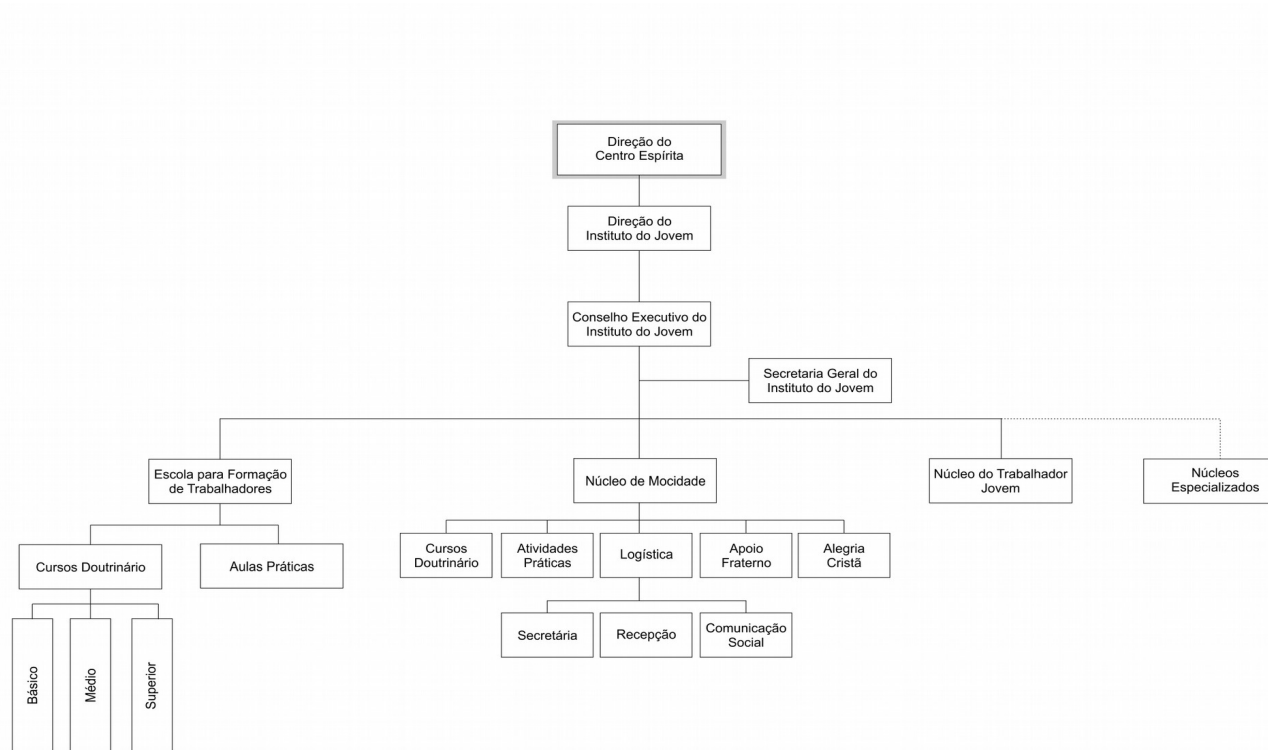 Direção do
Centro Espírita
Direção do
Instituto do Jovem
Conselho Executivo do
Instituto do Jovem
Secretaria Geral do
Instituto do Jovem
Escola para Formação
de Trabalhadores
Núcleo de Mocidade
Núcleo do Trabalhador
Jovem
Núcleos
Especializados
Cursos Doutrinário
Aulas Práticas
Cursos
Doutrinário
Atividades
Práticas
Logística
Apoio
Fraterno
Alegria
Cristã
Básico
Médio
Superior
Secretária
Recepção
Comunicação
Social